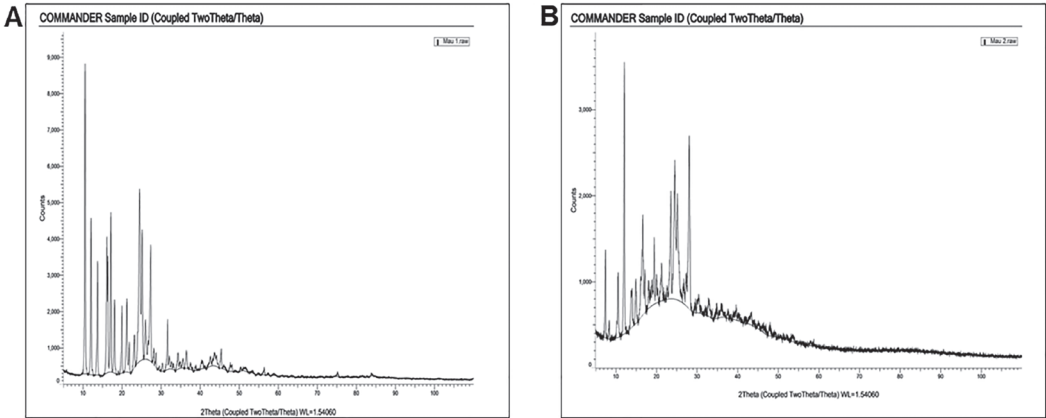 A
COMMANDER Sample ID (Coupled TwoTheta/Theta)
Mau 1.raw
Counts
9,000
8,000
7,000
6,000
5,000
4,000
3,000
2,000
1,000
0
10 20 30 40 50 60 70 80 90 100
2Theta (Coupled TwoTheta/Theta) WL=1.54060
B
COMMANDER Sample ID (Coupled TwoTheta/Theta)
Mau 2.raw
Counts
3,000
2,000
1,000
0
10 20 30 40 50 60 70 80 90 100
2Theta (Coupled TwoTheta/Theta) WL=1.54060